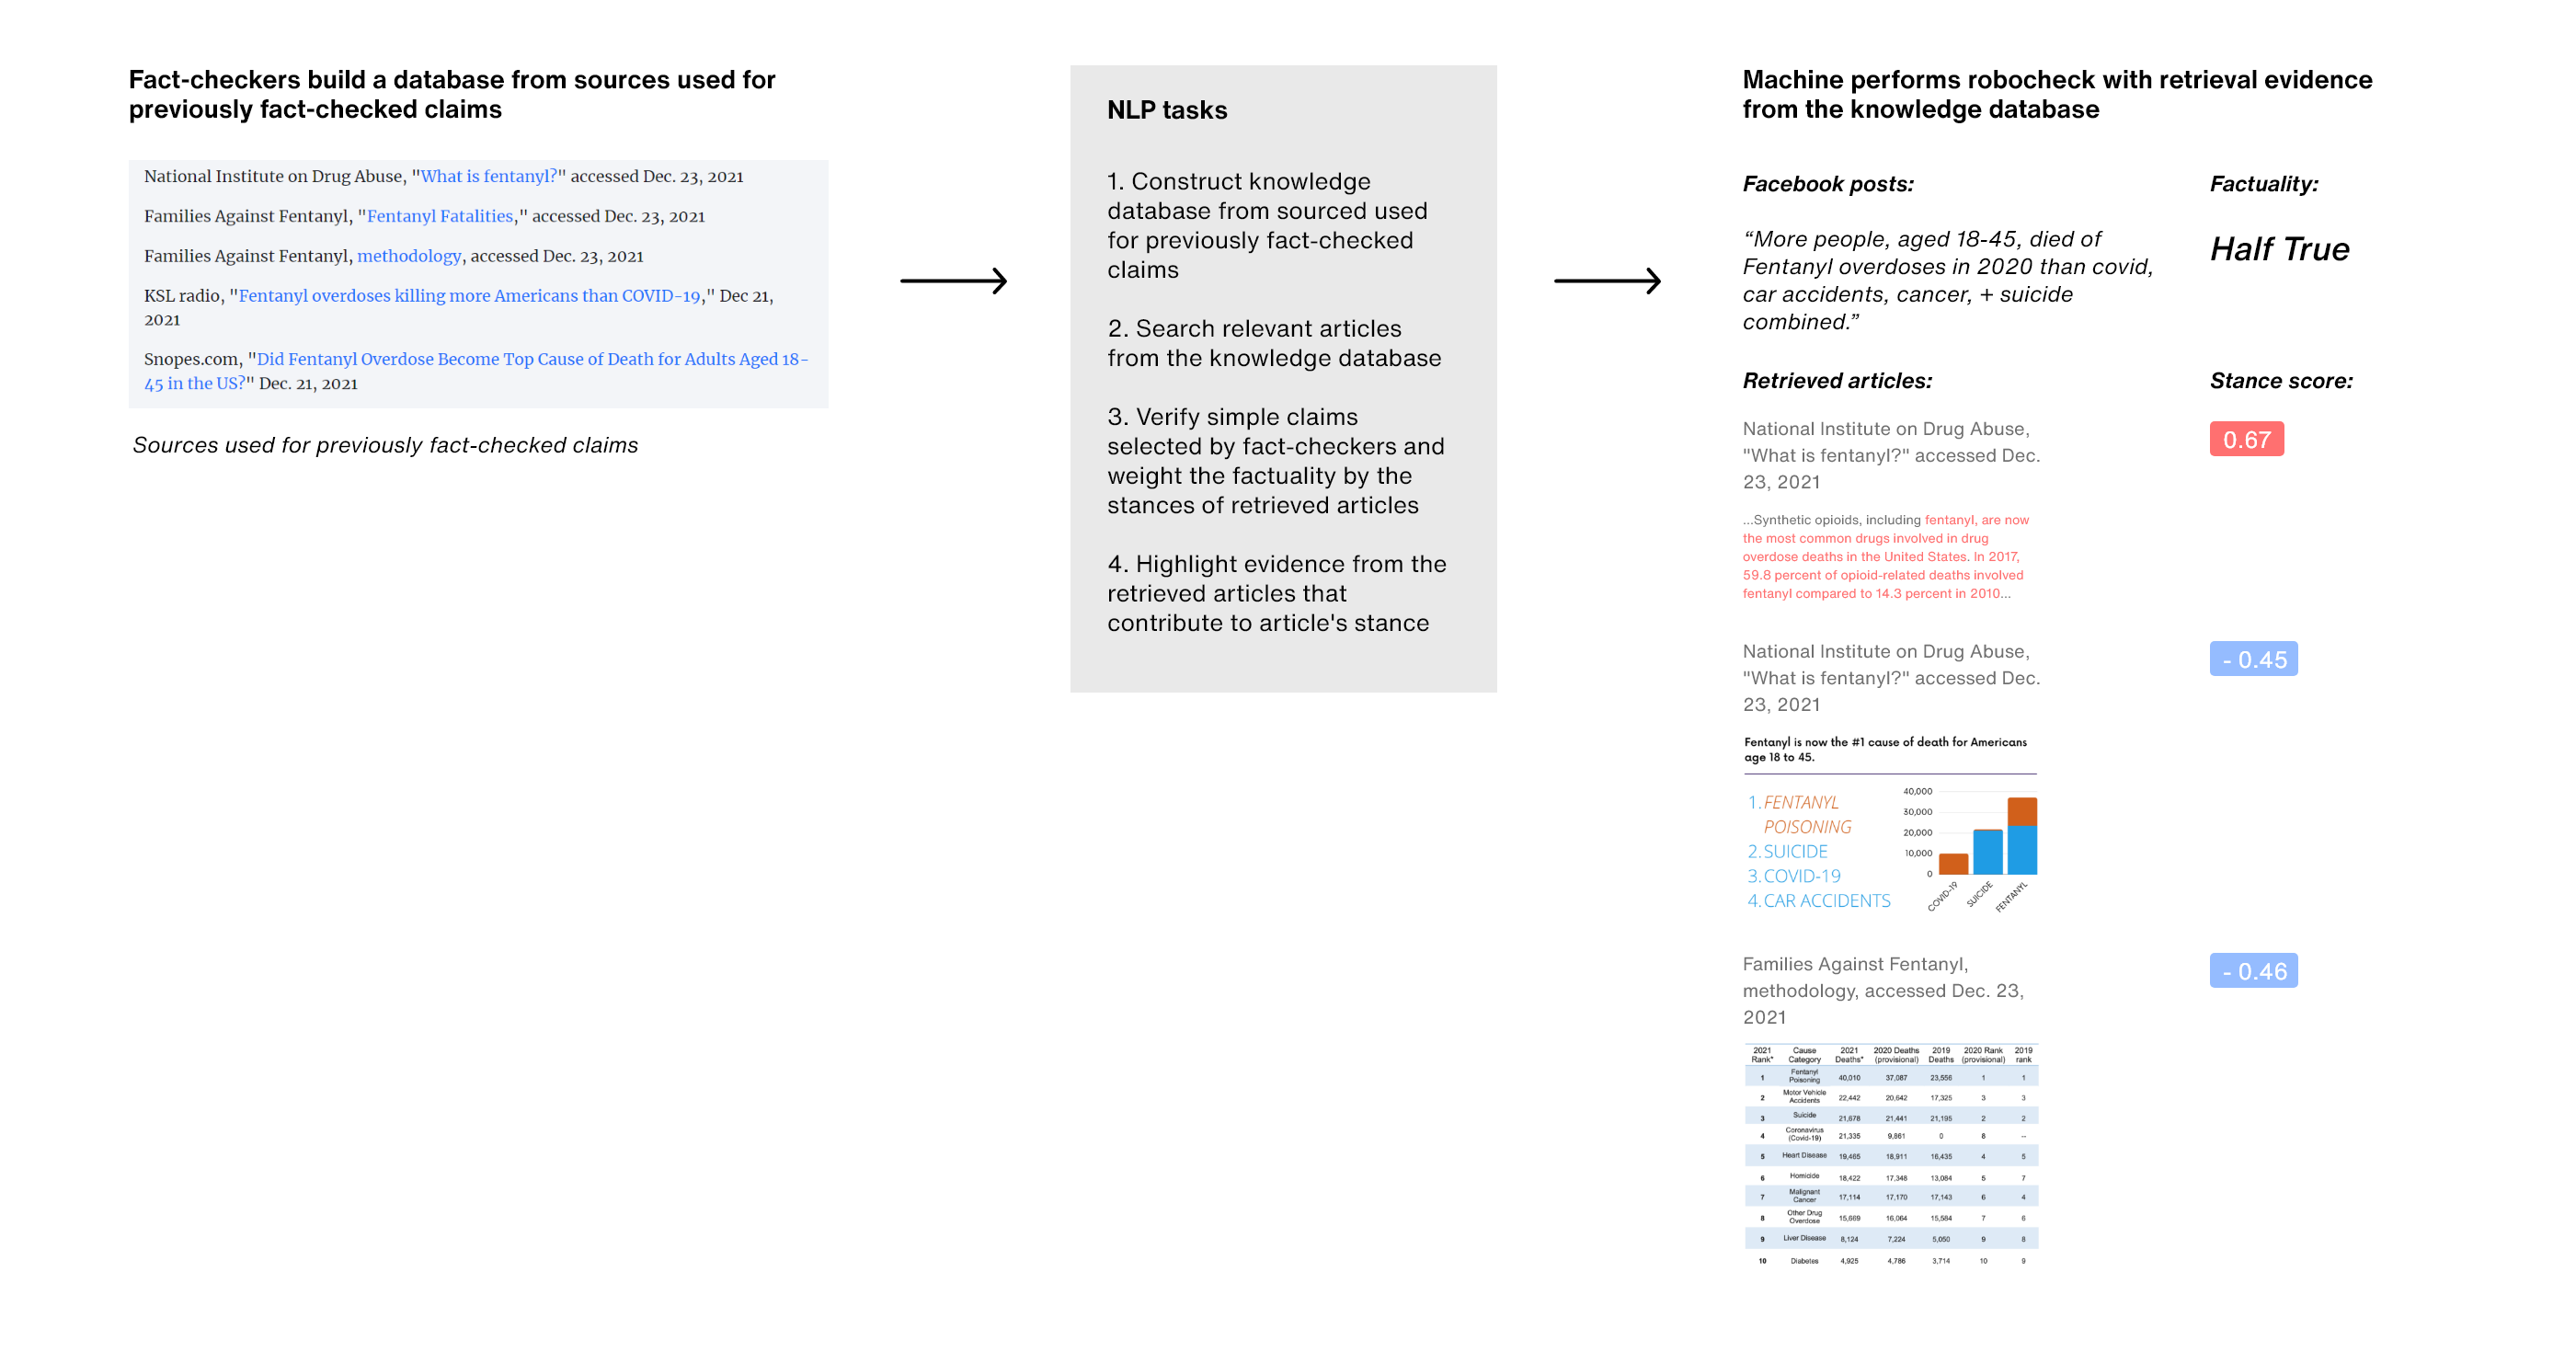 Fact-checkers build a database from sources used for
previously fact-checked claims
National Institute on Drug Abuse, "What is fentanyl?" accessed Dec. 23, 2021
Families Against Fentanyl, "Fentanyl Fatalities," accessed Dec. 23, 2021
Families Against Fentanyl, methodology, accessed Dec. 23, 2021
KSL radio, "Fentanyl overdoses killing more Americans than COVID-19," Dec 21,
2021
Snopes.com, "Did Fentanyl Overdose Become Top Cause of Death for Adults Aged 18-
45 in the US?" Dec. 21, 2021
Sources used for previously fact-checked claims
NLP tasks
1. Construct knowledge
database from sourced used
for previously fact-checked
claims
2. Search relevant articles
from the knowledge database
3. Verify simple claims
selected by fact-checkers and
weight the factuality by the
stances of retrieved articles
4. Highlight evidence from the
retrieved articles that
contribute to article's stance
Machine performs robocheck with retrieval evidence
from the knowledge database
Facebook posts:
Factuality:
“More people, aged 18-45, died of
Fentanyl overdoses in 2020 than covid,
car accidents, cancer, + suicide
combined.”
Half True
Retrieved articles:
Stance score:
National Institute on Drug Abuse,
"What is fentanyl?" accessed Dec.
23, 2021
0.67
...Synthetic opioids, including fentanyl, are now
the most common drugs involved in drug
overdose deaths in the United States. In 2017,
59.8 percent of opioid-related deaths involved
fentanyl compared to 14.3 percent in 2010...
National Institute on Drug Abuse,
"What is fentanyl?" accessed Dec.
23, 2021
- 0.45
Fentanyl is now the #1 cause of death for Americans
age 18 to 45.
1. FENTANYL
POISONING
2. SUICIDE
3. COVID-19
4. CAR ACCIDENTS
40,000
30,000
20,000
10,000
0
COVID-19
SUICIDE
FENTANYL
Families Against Fentanyl,
methodology, accessed Dec. 23,
2021
- 0.46
2021 Cause 2021 2020 Deaths 2019 2020 Rank 2019
Rank* Category Deaths* (provisional) Deaths (provisional) rank
1 Fentanyl Poisoning 40,010 37,087 23,556 1 1
2 Motor Vehicle Accidents 22,442 20,642 17,325 3 3
3 Suicide 21,678 21,441 21,195 2 2
4 Coronavirus (Covid-19) 21,335 9,861 0 8 --
5 Heart Disease 19,465 18,911 16,435 4 5
6 Homicide 18,422 17,348 13,084 5 7
7 Malignant Cancer 17,114 17,170 17,143 6 4
8 Other Drug Overdose 15,669 16,064 15,584 7 6
9 Liver Disease 8,124 7,224 5,050 9 8
10 Diabetes 4,925 4,786 3,714 10 9